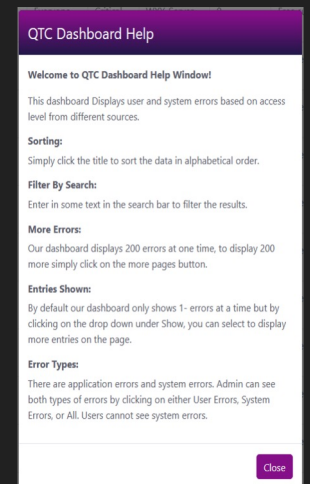 QTC Dashboard Help
Welcome to QTC Dashboard Help Window!
This dashboard Displays user and system errors based on access
level from different sources.
Sorting:
Simply click the title to sort the data in alphabetical order.
Filter By Search:
Enter in some text in the search bar to filter the results.
More Errors:
Our dashboard displays 200 errors at one time, to display 200
more simply click on the more pages button.
Entries Shown:
By default our dashboard only shows 1- errors at a time but by
clicking on the drop down under Show, you can select to display
more entries on the page.
Error Types:
There are application errors and system errors. Admin can see
both types of errors by clicking on either User Errors, System
Errors, or All. Users cannot see system errors.
Close